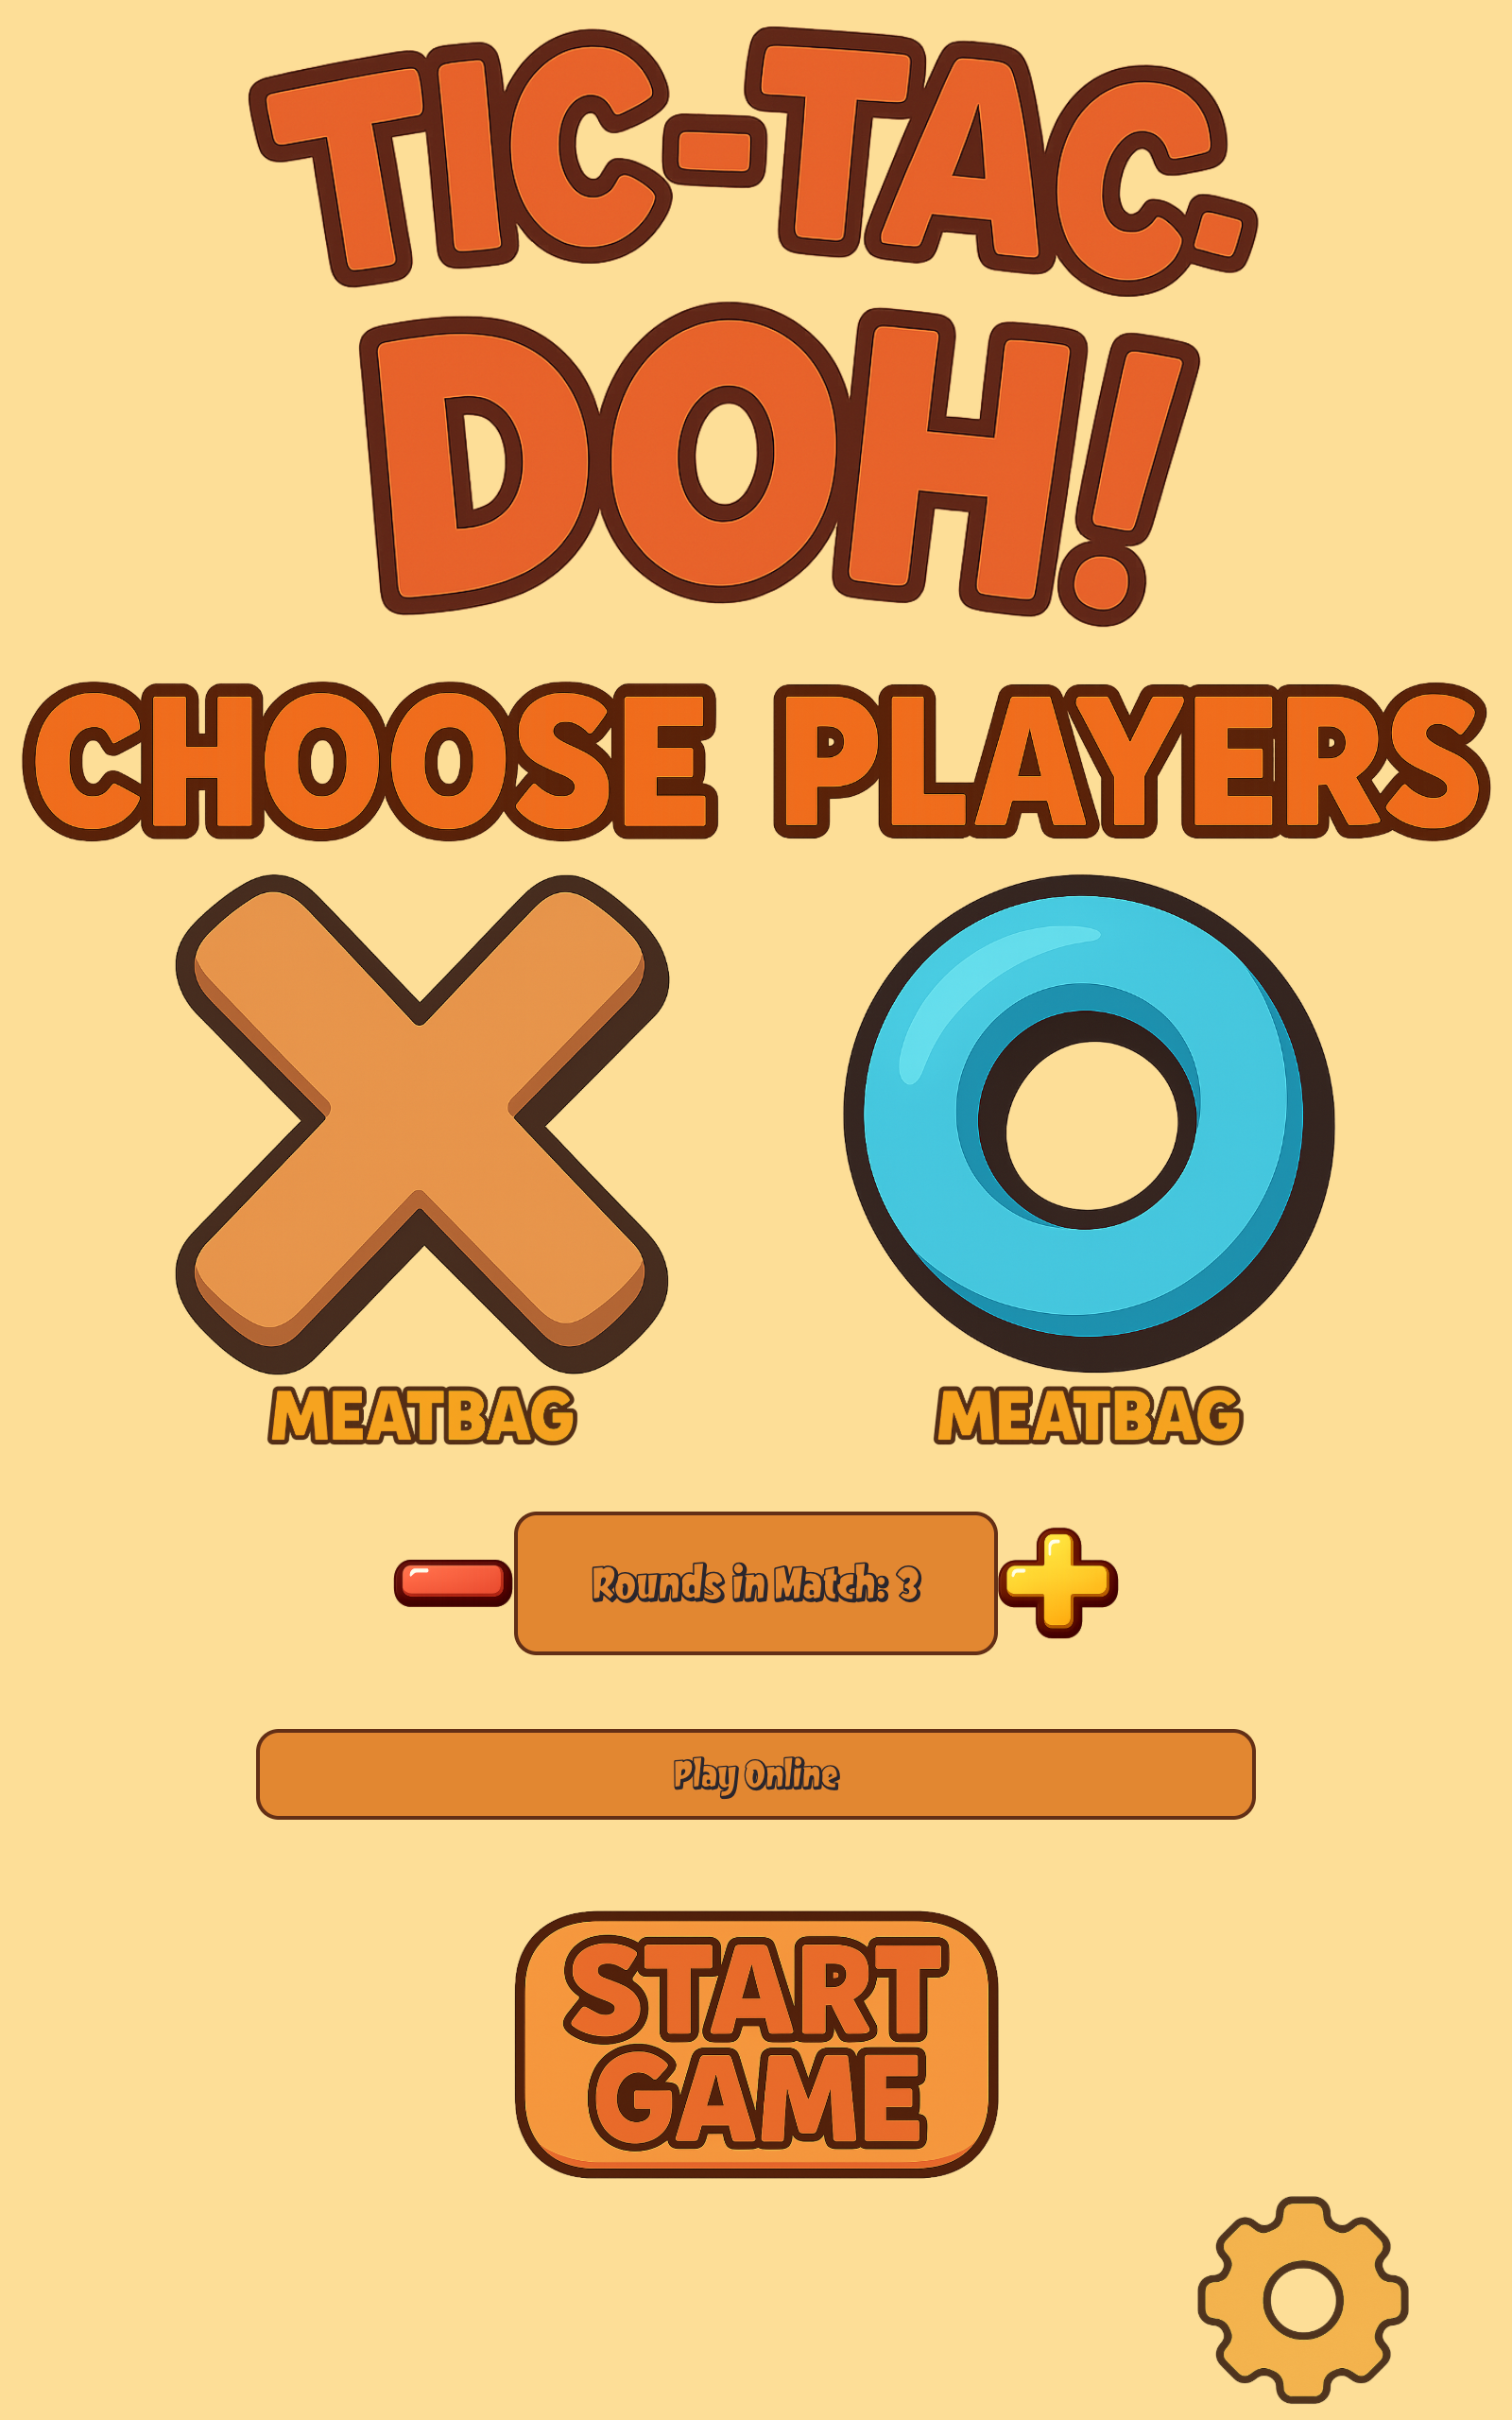 TIC-TAC-
DOH!
CHOOSE PLAYERS
MEATBAG MEATBAG
Rounds in Match: 3
Play Online
START
GAME